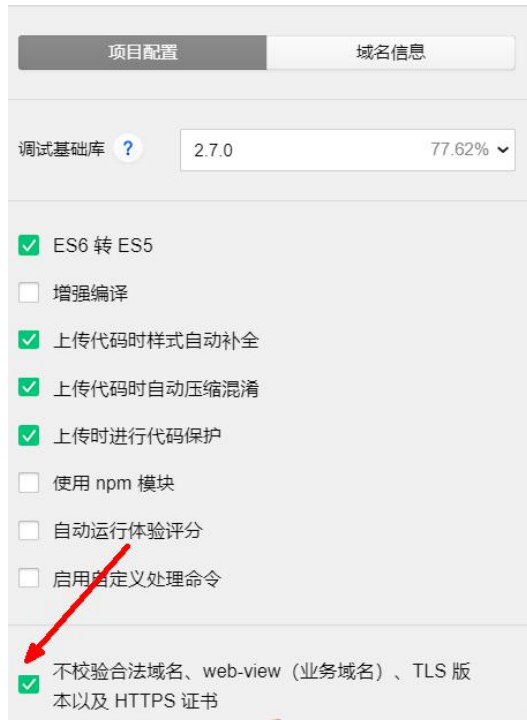 项目配置 域名信息
调试基础库 ? 2.7.0 77.62%
ES6 转 ES5
增强编译
上传代码时样式自动补全
上传代码时自动压缩混淆
上传时进行代码保护
使用 npm 模块
自动运行体验评分
启用自定义处理命令
不校验合法域名、web-view（业务域名）、TLS 版
本以及 HTTPS 证书